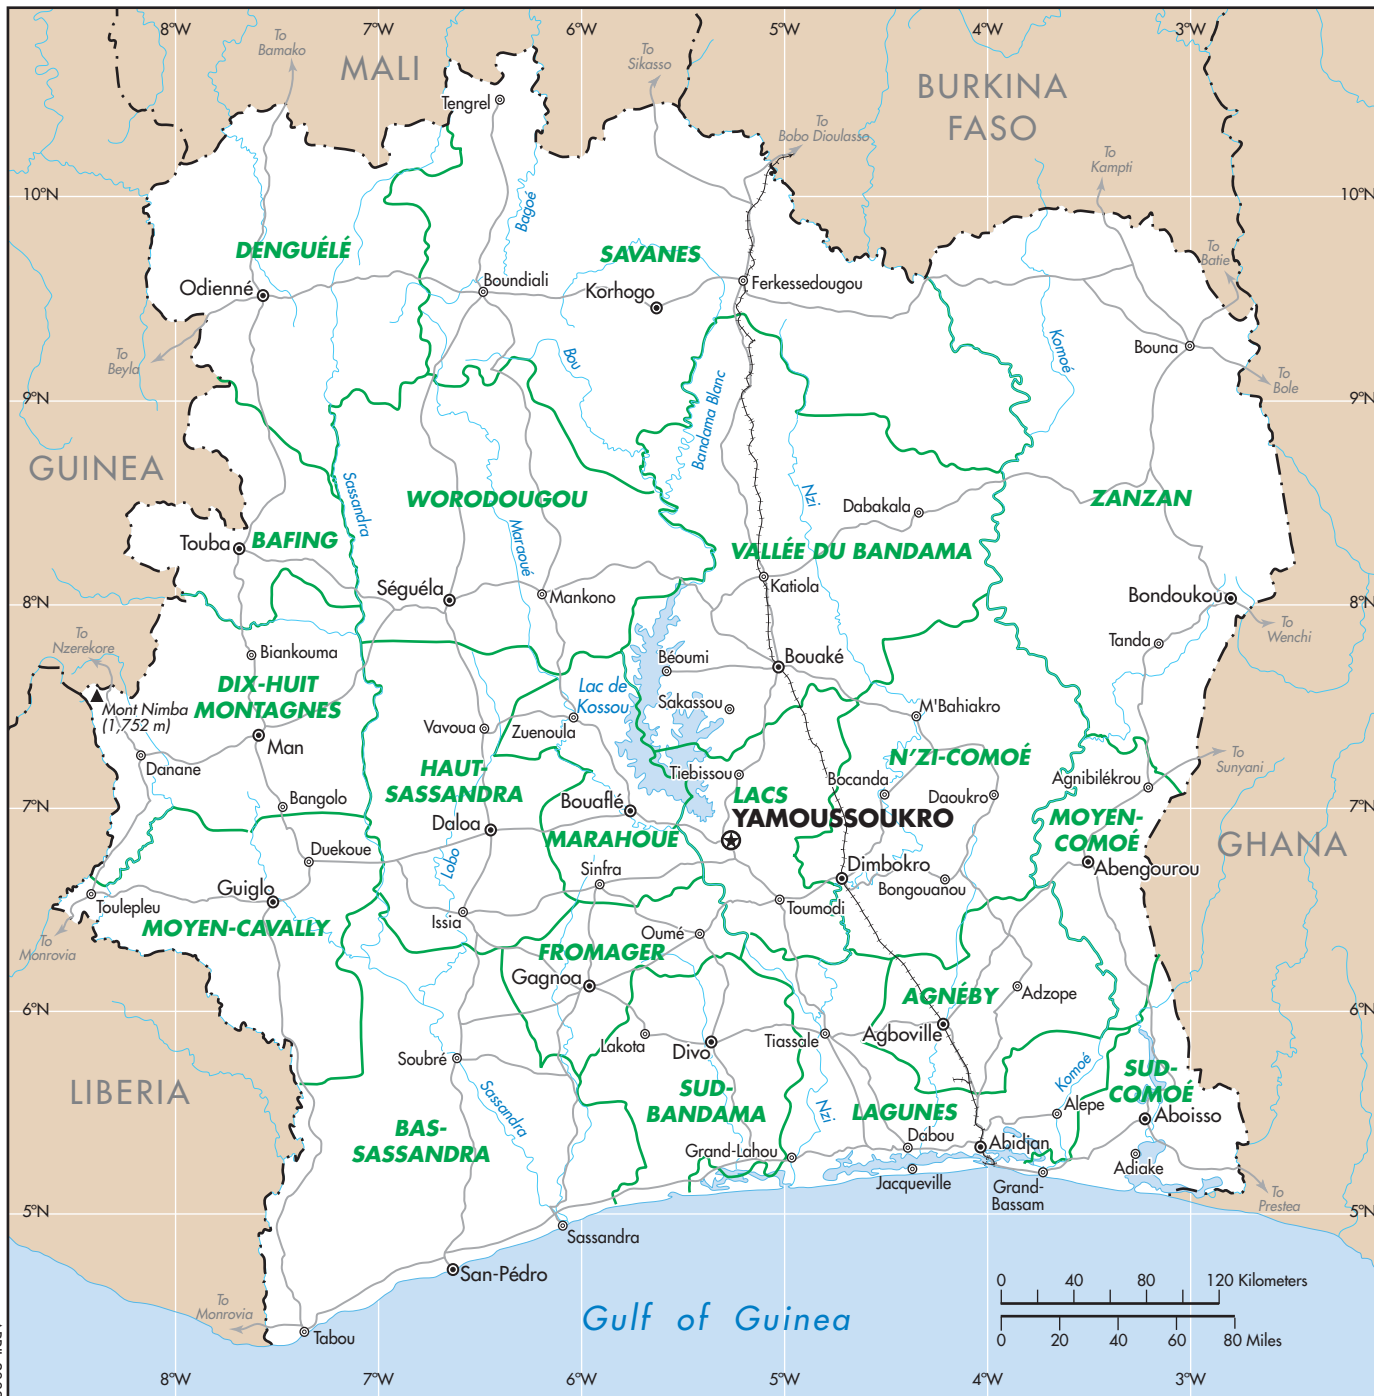 8°W
7°W
6°W
5°W
4°W
3°W
To
Bamako
MALI
To
Sikasso
BURKINA
FASO
Tengrel
To
Bobo Dioulasso
To
Kampti
10°N
10°N
Bagoé
DENGUÉLÉ
SAVANES
To
Batie
Odienné
Boundiali
Korhogo
Ferkessedougou
To
Beyla
Bou
Komoé
Bouna
To
Bole
Bandama Blanc
9°N
9°N
GUINEA
Sassandra
WORODOUGOU
Maraoué
Nzi
Dabakala
ZANZAN
Touba
BAFING
VALLÉE DU BANDAMA
Séguéla
Mankono
Katiola
Bondoukou
8°N
8°N
To
Nzerekore
Biankouma
Béoumi
Bouaké
Tanda
To
Wenchi
DIX-HUIT
MONTAGNES
Mont Nimba
(1,752 m)
Lac de
Kossou
Sakassou
M'Bahiakro
Vavoua
Zuenoula
Man
Danane
HAUT-
SASSANDRA
Tiebissou
N'ZI-COMOÉ
Bocanda
Daoukro
Agnibilékrou
To
Sunyani
Bangolo
Bouaflé
LACS
YAMOUSSOUKRO
7°N
7°N
Daloa
MARAHOUÉ
MOYEN-
COMOÉ
GHANA
Duekoue
Lobo
Sinfra
Dimbokro
Bongouanou
Abengourou
Guiglo
Toulepleu
MOYEN-CAVALLY
Issia
Toumodi
Oumé
To
Monrovia
FROMAGER
Gagnoa
AGNÉBY
Adzope
6°N
6°N
Soubré
Lakota
Divo
Tiassale
Agboville
LIBERIA
Sassandra
SUD-
BANDAMA
Nzi
LAGUNES
Komoé
SUD-
COMOÉ
Alepe
Aboisso
BAS-
SASSANDRA
Grand-Lahou
Dabou
Abidjan
Adiake
Jacqueville
Grand-
Bassam
To
Prestea
5°N
5°N
Sassandra
San-Pédro
To
Monrovia
Tabou
Gulf of Guinea
0 40 80 120 Kilometers
0 20 40 60 80 Miles
8°W
7°W
6°W
5°W
4°W
3°W